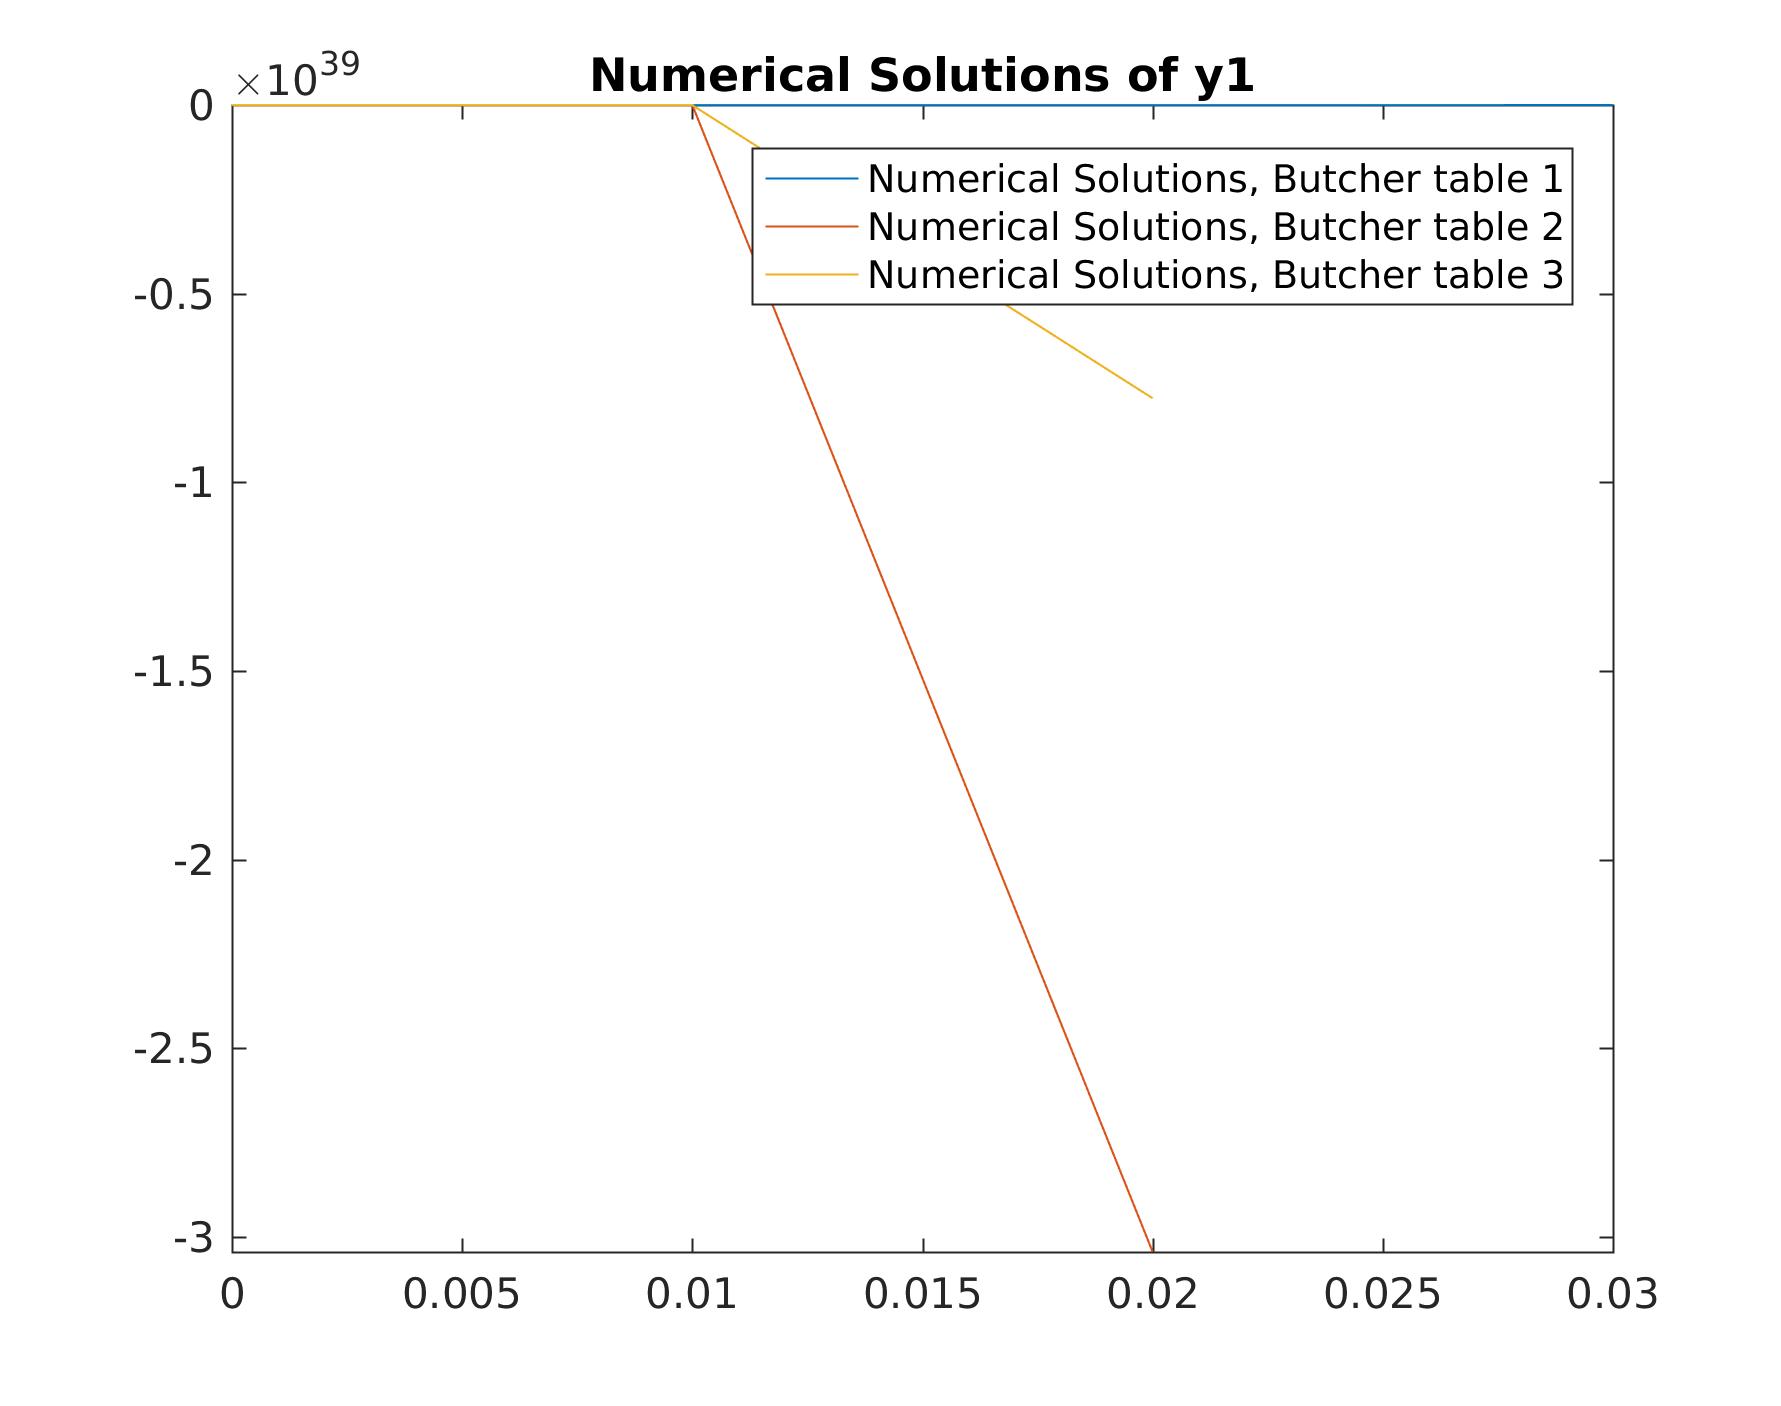 ×10^39
Numerical Solutions of y1
0
-0.5
-1
-1.5
-2
-2.5
-3
Numerical Solutions, Butcher table 1
Numerical Solutions, Butcher table 2
Numerical Solutions, Butcher table 3
0 0.005 0.01 0.015 0.02 0.025 0.03